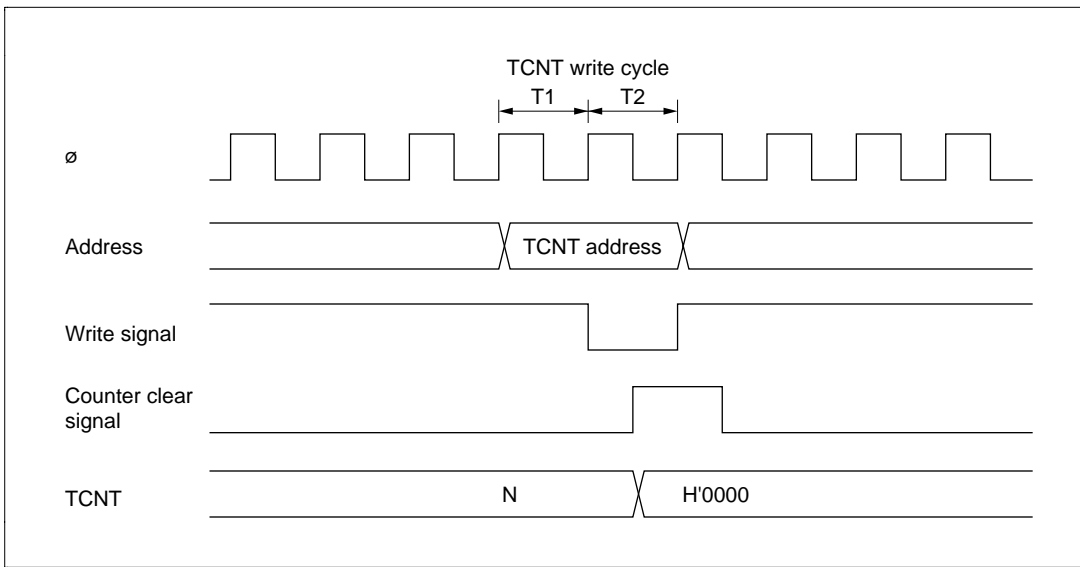 TCNT write cycle
T1 T2
ø
Address
TCNT address
Write signal
Counter clear
signal
TCNT
N
H'0000